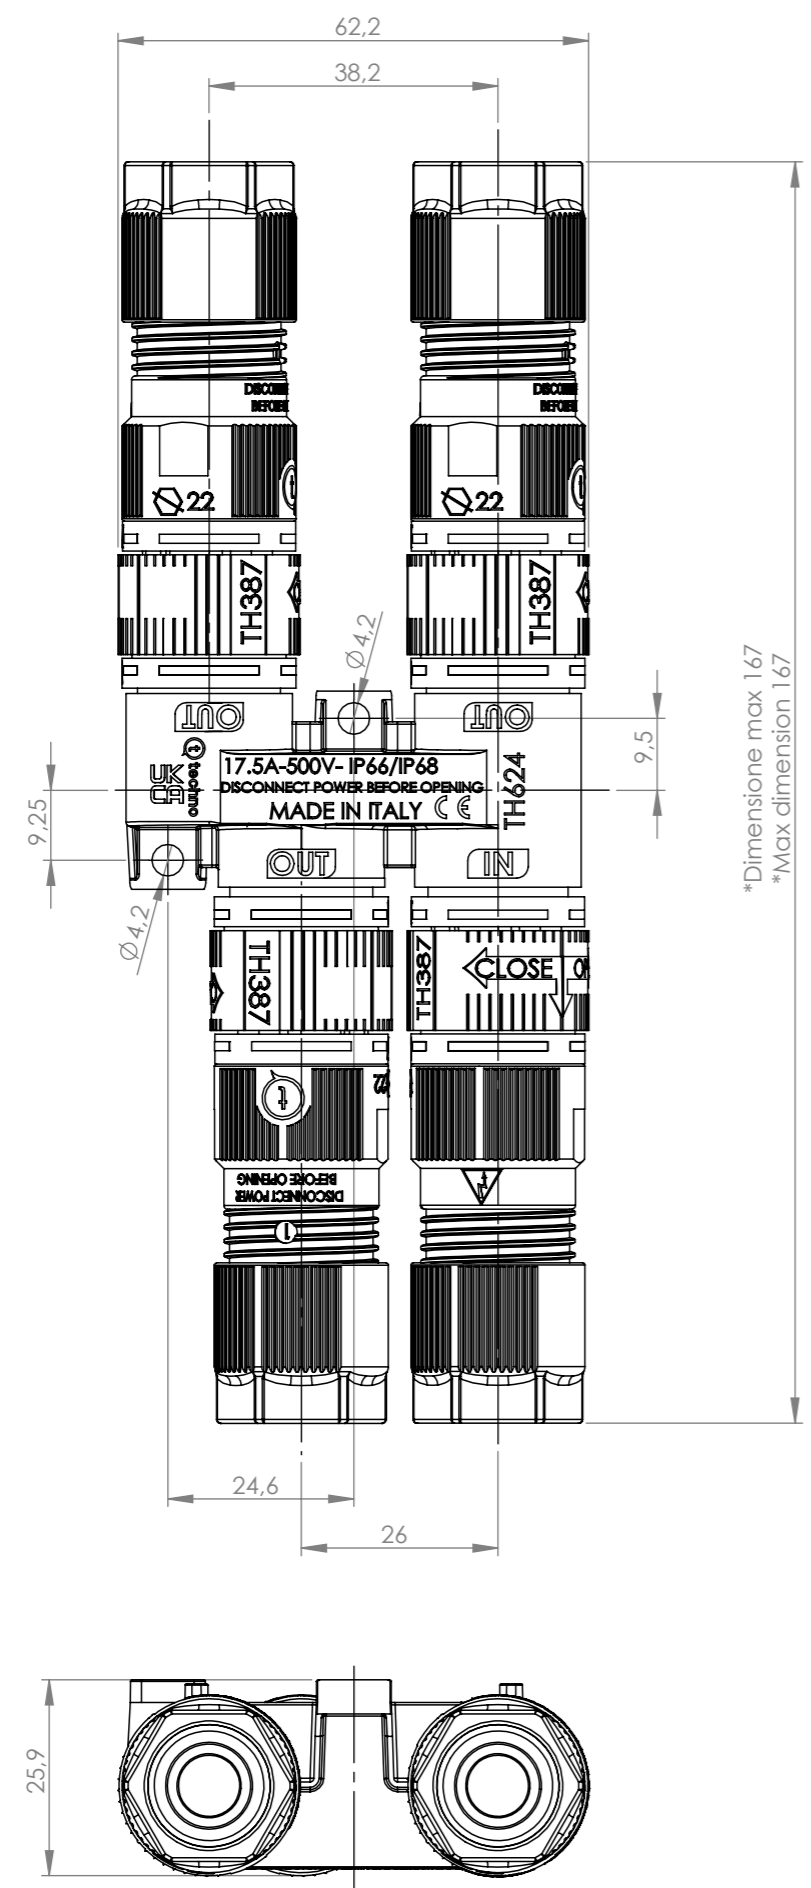 62,2
38,2
DISCONNE
BEFORE
DISCONNE
BEFORE
22
t
22
t
TH387
TH387
Ø4,2
*Dimensione max 167
*Max dimension 167
9,5
OUT
OUT
t techno
UK
CA
17.5A-500V- IP66/IP68
DISCONNECT POWER BEFORE OPENING
MADE IN ITALY CE
TH624
9,25
OUT
IN
Ø4,2
TH387
TH387
CLOSE
t
DISCONNECT POWER
BEFORE OPENING
1
24,6
26
25,9